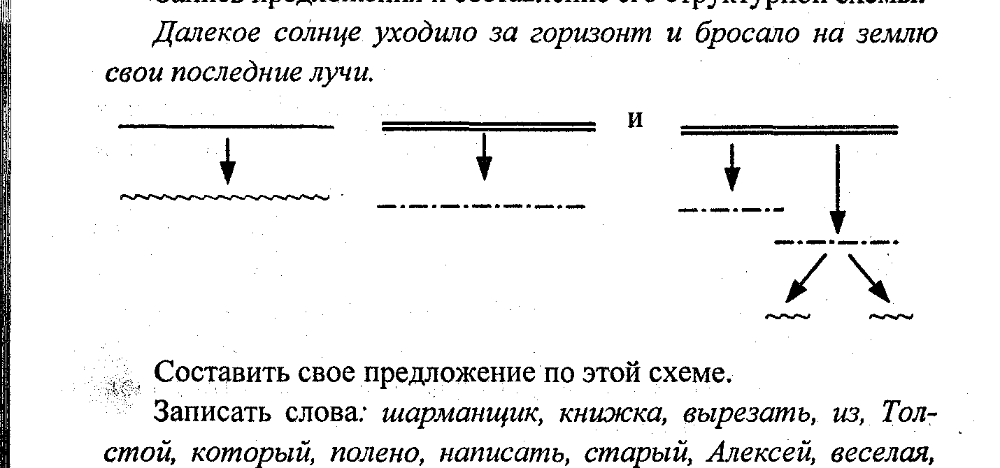 Далекое солнце уходило за горизонт и бросало на землю
свои последние лучи.
и
Составить свое предложение по этой схеме.
Записать слова: шарманщик, книжка, вырезать, из, Тол-
стой, который, полено, написать, старый, Алексей, веселая,